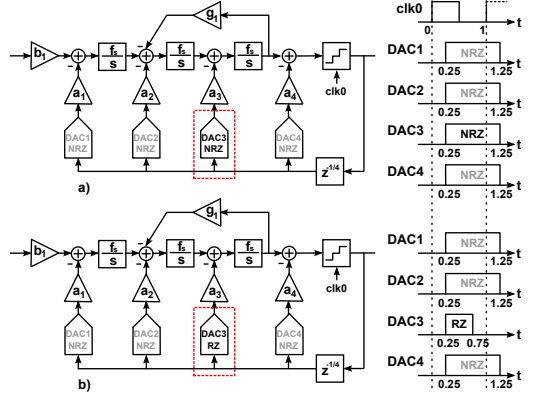 g1
b1
fs
s
fs
s
fs
s
fs
s
clk0
a1
a2
a3
a4
DAC1
NRZ
DAC2
NRZ
DAC3
NRZ
DAC4
NRZ
z-1/4
a)
clk0
0
1
t
DAC1
NRZ
0.25
1.25
t
DAC2
NRZ
0.25
1.25
t
DAC3
NRZ
0.25
1.25
t
DAC4
NRZ
0.25
1.25
t
g1
b1
fs
s
fs
s
fs
s
fs
s
clk0
a1
a2
a3
a4
DAC1
NRZ
DAC2
NRZ
DAC3
RZ
DAC4
NRZ
z-1/4
b)
DAC1
NRZ
0.25
1.25
t
DAC2
NRZ
0.25
1.25
t
DAC3
RZ
0.25
0.75
t
DAC4
NRZ
0.25
1.25
t